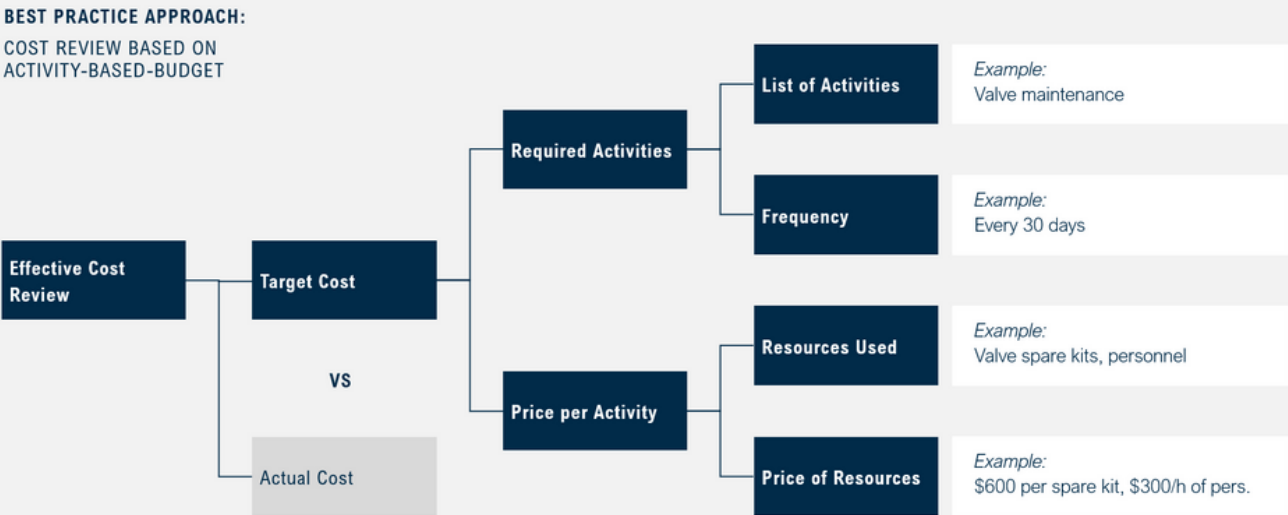 BEST PRACTICE APPROACH:
COST REVIEW BASED ON
ACTIVITY-BASED-BUDGET
List of Activities
Example:
Valve maintenance
Required Activities
Frequency
Example:
Every 30 days
Effective Cost
Review
Target Cost
VS
Actual Cost
Resources Used
Example:
Valve spare kits, personnel
Price per Activity
Price of Resources
Example:
$600 per spare kit, $300/h of pers.